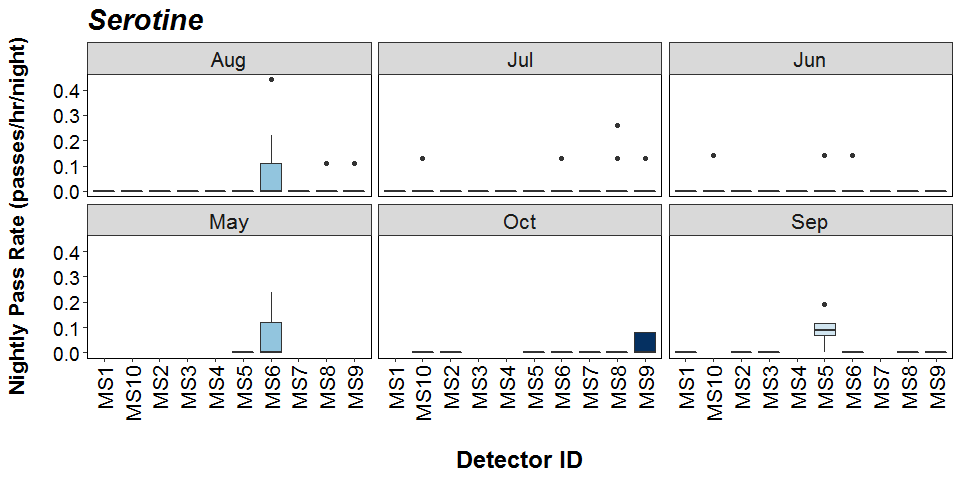 Serotine
Nightly Pass Rate (passes/hr/night)
Aug Jul Jun
0.4
0.3
0.2
0.1
0.0
May Oct Sep
0.4
0.3
0.2
0.1
0.0
MS1 MS10 MS2 MS3 MS4 MS5 MS6 MS7 MS8 MS9 MS1 MS10 MS2 MS3 MS4 MS5 MS6 MS7 MS8 MS9 MS1 MS10 MS2 MS3 MS4 MS5 MS6 MS7 MS8 MS9
Detector ID